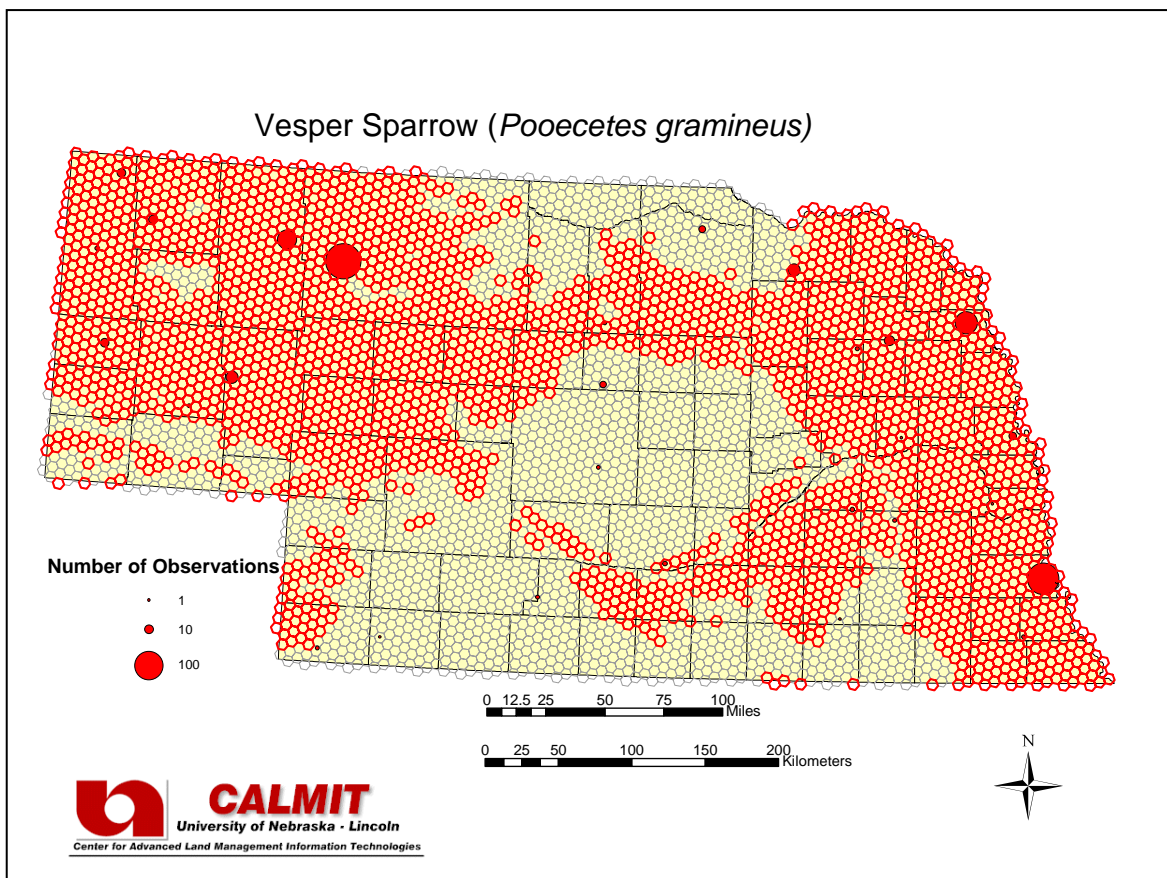 Vesper Sparrow (Pooecetes gramineus)
Number of Observations
1
10
100
0 12.5 25 50 75 100
Miles
0 25 50 100 150 200
Kilometers
N
CALMIT
University of Nebraska - Lincoln
Center for Advanced Land Management Information Technologies